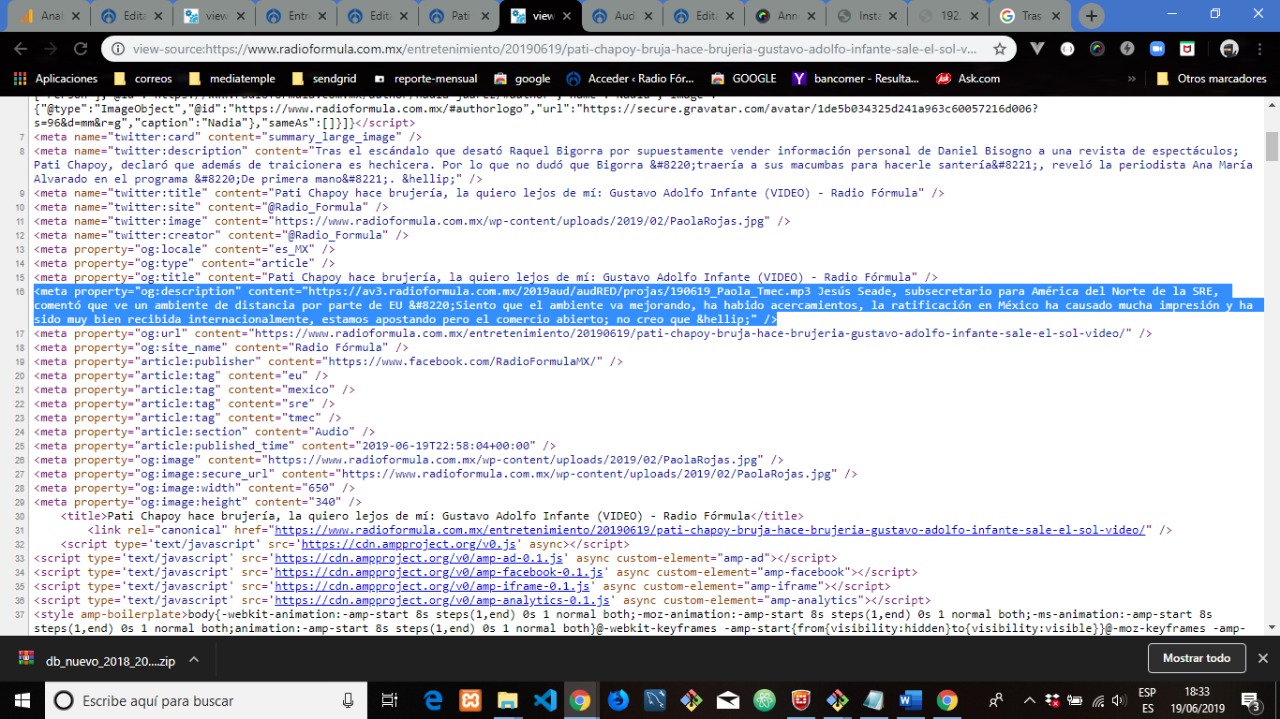 Anal
Edita
view
Entr
Edita
Pati
view
Aud
Edita
Ann
Insta
192.
Tras
view-source:https://www.radioformula.com.mx/entretenimiento/20190619/pati-chapoy-bruja-hace-brujeria-gustavo-adolfo-infante-sale-el-sol-v...
Aplicaciones
correos
mediatemple
sendgrid
reporte-mensual
google
Acceder ‹ Radio Fór...
GOOGLE
bancomer - Resulta...
Ask.com
»
Otros marcadores
{"@type":"ImageObject","@id":"https://www.radioformula.com.mx/#authorlogo","url":"https://secure.gravatar.com/avatar/1de5b034325d241a963c60057216d006?
s=96&d=mm&r=g","caption":"Nadia"},"sameAs":[]}]}</script>
7 <meta name="twitter:card" content="summary_large_image" />
8 <meta name="twitter:description" content="Tras el escándalo que desató Raquel Bigorra por supuestamente vender información personal de Daniel Bisogno a una revista de espectáculos;
Pati Chapoy, declaró que además de traicionera es hechicera. Por lo que no dudó que Bigorra &#8220;traería a sus macumbas para hacerle santería&#8221;, reveló la periodista Ana María
Alvarado en el programa &#8220;De primera mano&#8221;. &hellip;" />
9 <meta name="twitter:title" content="Pati Chapoy hace brujería, la quiero lejos de mí: Gustavo Adolfo Infante (VIDEO) - Radio Fórmula" />
10 <meta name="twitter:site" content="@Radio_Formula" />
11 <meta name="twitter:image" content="https://www.radioformula.com.mx/wp-content/uploads/2019/02/PaolaRojas.jpg" />
12 <meta name="twitter:creator" content="@Radio_Formula" />
13 <meta property="og:locale" content="es_MX" />
14 <meta property="og:type" content="article" />
15 <meta property="og:title" content="Pati Chapoy hace brujería, la quiero lejos de mí: Gustavo Adolfo Infante (VIDEO) - Radio Fórmula" />
16 <meta property="og:description" content="https://av3.radioformula.com.mx/2019aud/audRED/projas/190619_Paola_Tmec.mp3 Jesús Seade, subsecretario para América del Norte de la SRE,
comentó que ve un ambiente de distancia por parte de EU &#8220;Siento que el ambiente va mejorando, ha habido acercamientos, la ratificación en México ha causado mucha impresión y ha
sido muy bien recibida internacionalmente, estamos apostando pero el comercio abierto; no creo que &hellip;" />
17 <meta property="og:url" content="https://www.radioformula.com.mx/entretenimiento/20190619/pati-chapoy-bruja-hace-brujeria-gustavo-adolfo-infante-sale-el-sol-video/" />
18 <meta property="og:site_name" content="Radio Fórmula" />
19 <meta property="article:publisher" content="https://www.facebook.com/RadioFormulaMX/" />
20 <meta property="article:tag" content="eu" />
21 <meta property="article:tag" content="mexico" />
22 <meta property="article:tag" content="sre" />
23 <meta property="article:tag" content="tmec" />
24 <meta property="article:section" content="Audio" />
25 <meta property="article:published_time" content="2019-06-19T22:58:04+00:00" />
26 <meta property="og:image" content="https://www.radioformula.com.mx/wp-content/uploads/2019/02/PaolaRojas.jpg" />
27 <meta property="og:image:secure_url" content="https://www.radioformula.com.mx/wp-content/uploads/2019/02/PaolaRojas.jpg" />
28 <meta property="og:image:width" content="650" />
29 <meta property="og:image:height" content="340" />
30 <title>Pati Chapoy hace brujería, la quiero lejos de mí: Gustavo Adolfo Infante (VIDEO) - Radio Fórmula</title>
31 <link rel="canonical" href="https://www.radioformula.com.mx/entretenimiento/20190619/pati-chapoy-bruja-hace-brujeria-gustavo-adolfo-infante-sale-el-sol-video/" />
32 <script type='text/javascript' src='https://cdn.ampproject.org/v0.js' async></script>
33 <script type='text/javascript' src='https://cdn.ampproject.org/v0/amp-ad-0.1.js' async custom-element="amp-ad"></script>
34 <script type='text/javascript' src='https://cdn.ampproject.org/v0/amp-facebook-0.1.js' async custom-element="amp-facebook"></script>
35 <script type='text/javascript' src='https://cdn.ampproject.org/v0/amp-iframe-0.1.js' async custom-element="amp-iframe"></script>
36 <script type='text/javascript' src='https://cdn.ampproject.org/v0/amp-analytics-0.1.js' async custom-element="amp-analytics"></script>
37 <style amp-boilerplate>body{-webkit-animation:-amp-start 8s steps(1,end) 0s 1 normal both;-moz-animation:-amp-start 8s steps(1,end) 0s 1 normal both;-ms-animation:-amp-start 8s
steps(1,end) 0s 1 normal both;animation:-amp-start 8s steps(1,end) 0s 1 normal both}@-webkit-keyframes -amp-start{from{visibility:hidden}to{visibility:visible}}@-moz-keyframes -amp-
db_nuevo_2018_20....zip
Mostrar todo
Escribe aquí para buscar
ESP
ES
18:33
19/06/2019
3